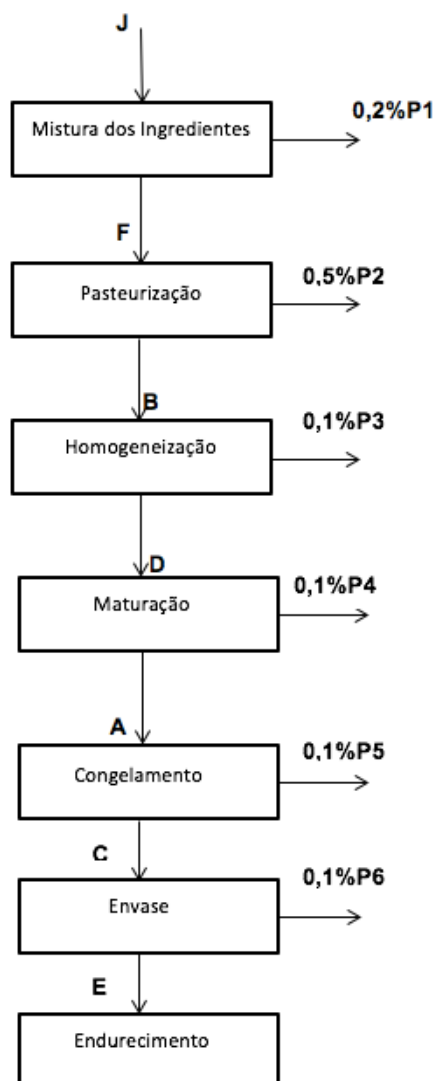 J
0,2%P1
Mistura dos Ingredientes
F
0,5%P2
Pasteurização
B
0,1%P3
Homogeneização
D
0,1%P4
Maturação
A
0,1%P5
Congelamento
C
0,1%P6
Envase
E
Endurecimento